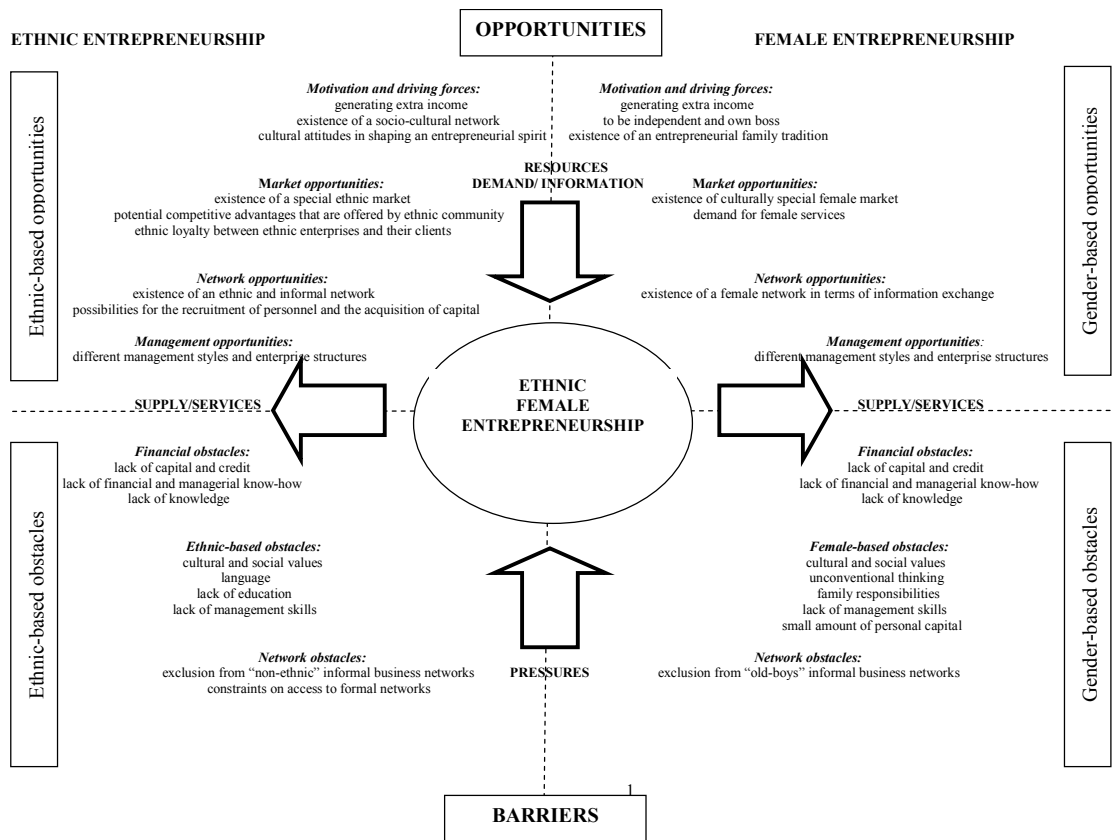 OPPORTUNITIES
ETHNIC ENTREPRENEURSHIP
FEMALE ENTREPRENEURSHIP
Ethnic-based opportunities
Motivation and driving forces:
generating extra income
existence of a socio-cultural network
cultural attitudes in shaping an entrepreneurial spirit
Motivation and driving forces:
generating extra income
to be independent and own boss
existence of an entrepreneurial family tradition
Gender-based opportunities
RESOURCES
DEMAND/ INFORMATION
Market opportunities:
existence of a special ethnic market
potential competitive advantages that are offered by ethnic community
ethnic loyalty between ethnic enterprises and their clients
Market opportunities:
existence of culturally special female market
demand for female services
Network opportunities:
existence of an ethnic and informal network
possibilities for the recruitment of personnel and the acquisition of capital
Network opportunities:
existence of a female network in terms of information exchange
Management opportunities:
different management styles and enterprise structures
Management opportunities:
different management styles and enterprise structures
ETHNIC
FEMALE
ENTREPRENEURSHIP
SUPPLY/SERVICES
SUPPLY/SERVICES
Ethnic-based obstacles
Financial obstacles:
lack of capital and credit
lack of financial and managerial know-how
lack of knowledge
Financial obstacles:
lack of capital and credit
lack of financial and managerial know-how
lack of knowledge
Gender-based obstacles
Ethnic-based obstacles:
cultural and social values
language
lack of education
lack of management skills
Female-based obstacles:
cultural and social values
unconventional thinking
family responsibilities
lack of management skills
small amount of personal capital
Network obstacles:
exclusion from “non-ethnic” informal business networks
constraints on access to formal networks
PRESSURES
Network obstacles:
exclusion from “old-boys” informal business networks
1
BARRIERS